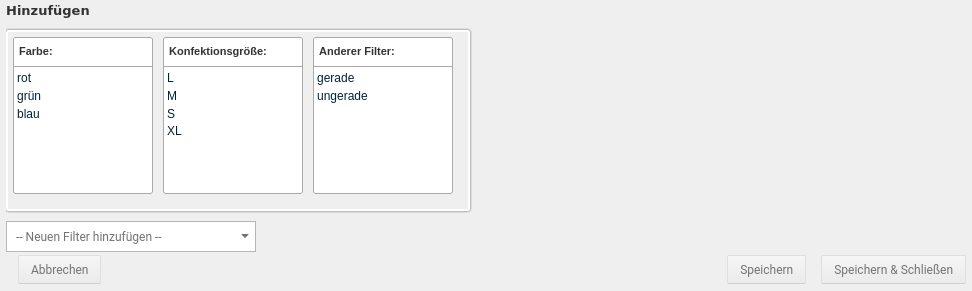 Hinzufügen
Farbe:
rot
grün
blau
Konfektionsgröße:
L
M
S
XL
Anderer Filter:
gerade
ungerade
-- Neuen Filter hinzufügen --
Abbrechen
Speichern
Speichern & Schließen